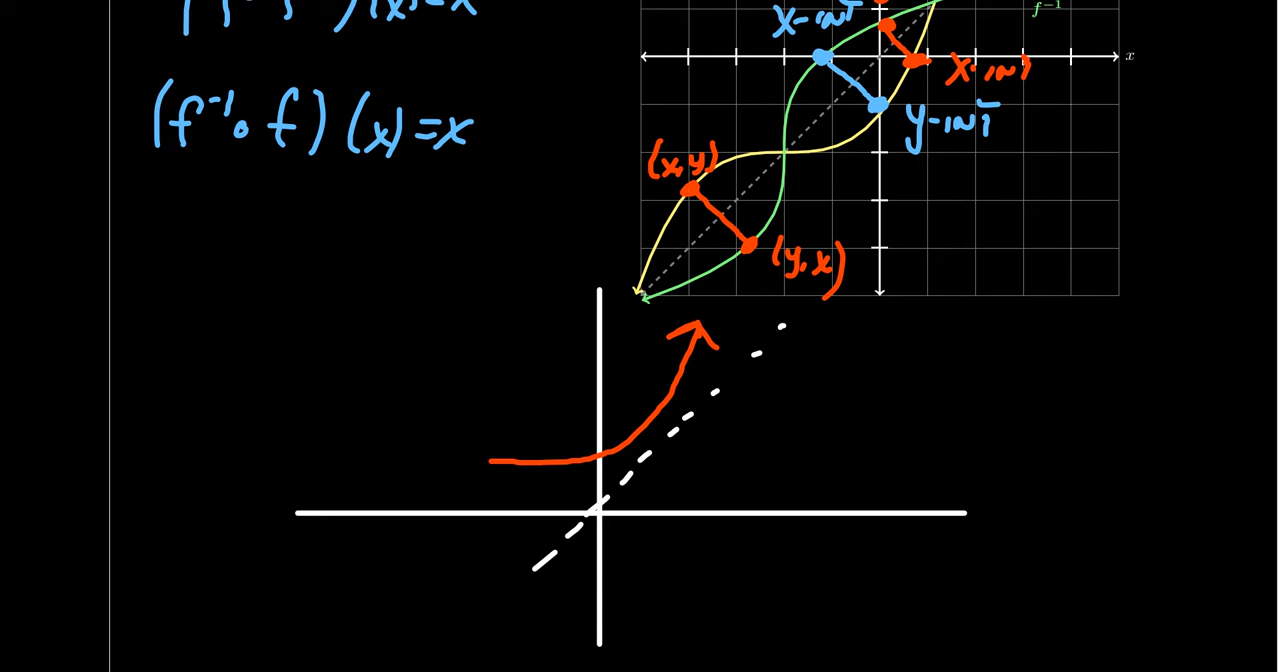 (f⁻¹∘f)(x)=x
x-int
f⁻¹
x
x-int
y-int
(x,y)
(y,x)